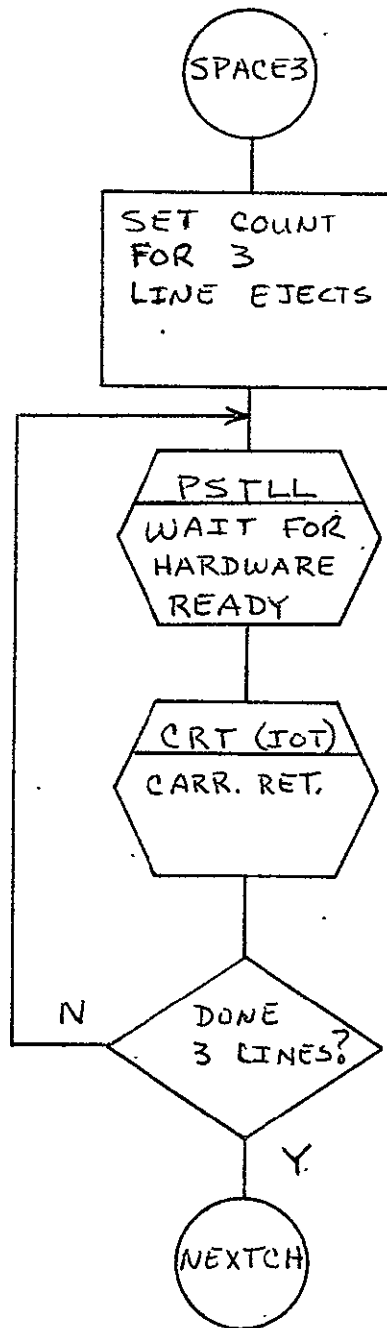 SPACE3
SET COUNT
FOR 3
LINE EJECTS
PSTLL
WAIT FOR
HARDWARE
READY
CRT (IOT)
CARR. RET.
DONE
3 LINES?
N
Y
NEXTCH